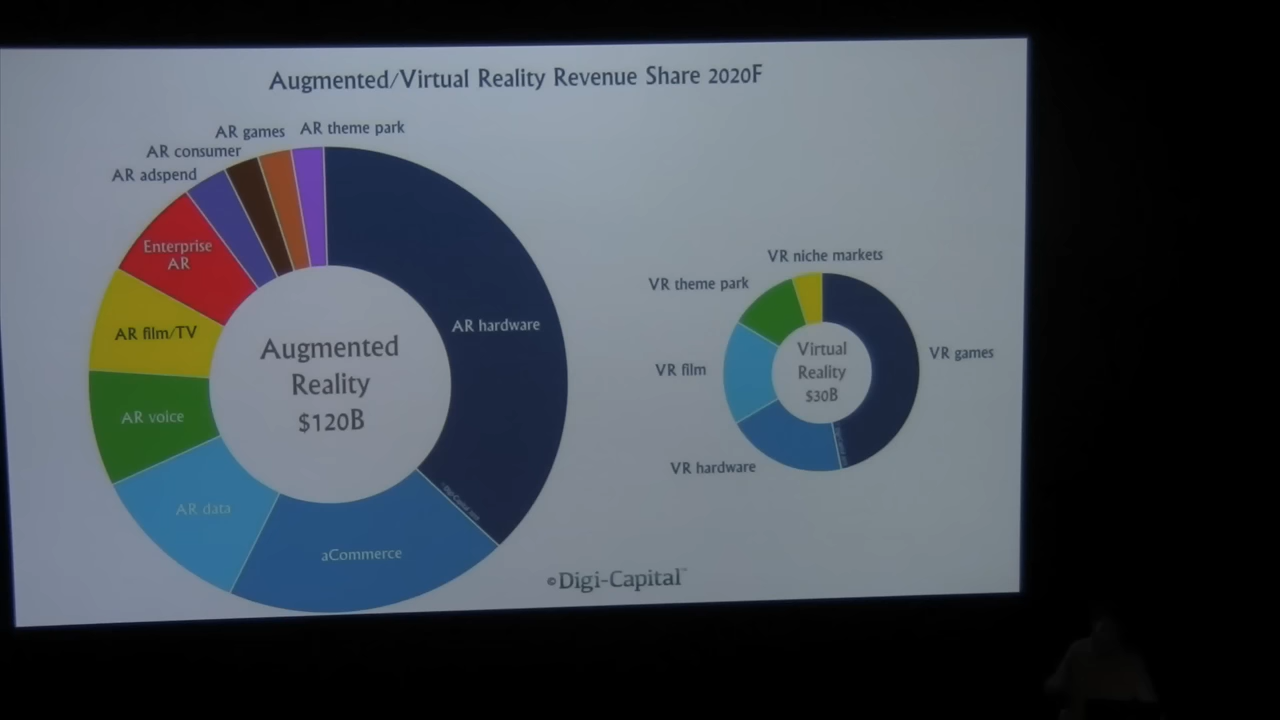 Augmented/Virtual Reality Revenue Share 2020F
AR games
AR theme park
AR consumer
AR adspend
Enterprise
AR
AR film/TV
AR voice
AR data
aCommerce
AR hardware
Augmented
Reality
$120B
VR niche markets
VR theme park
VR film
VR hardware
VR games
Virtual
Reality
$30B
©Digi-Capital™